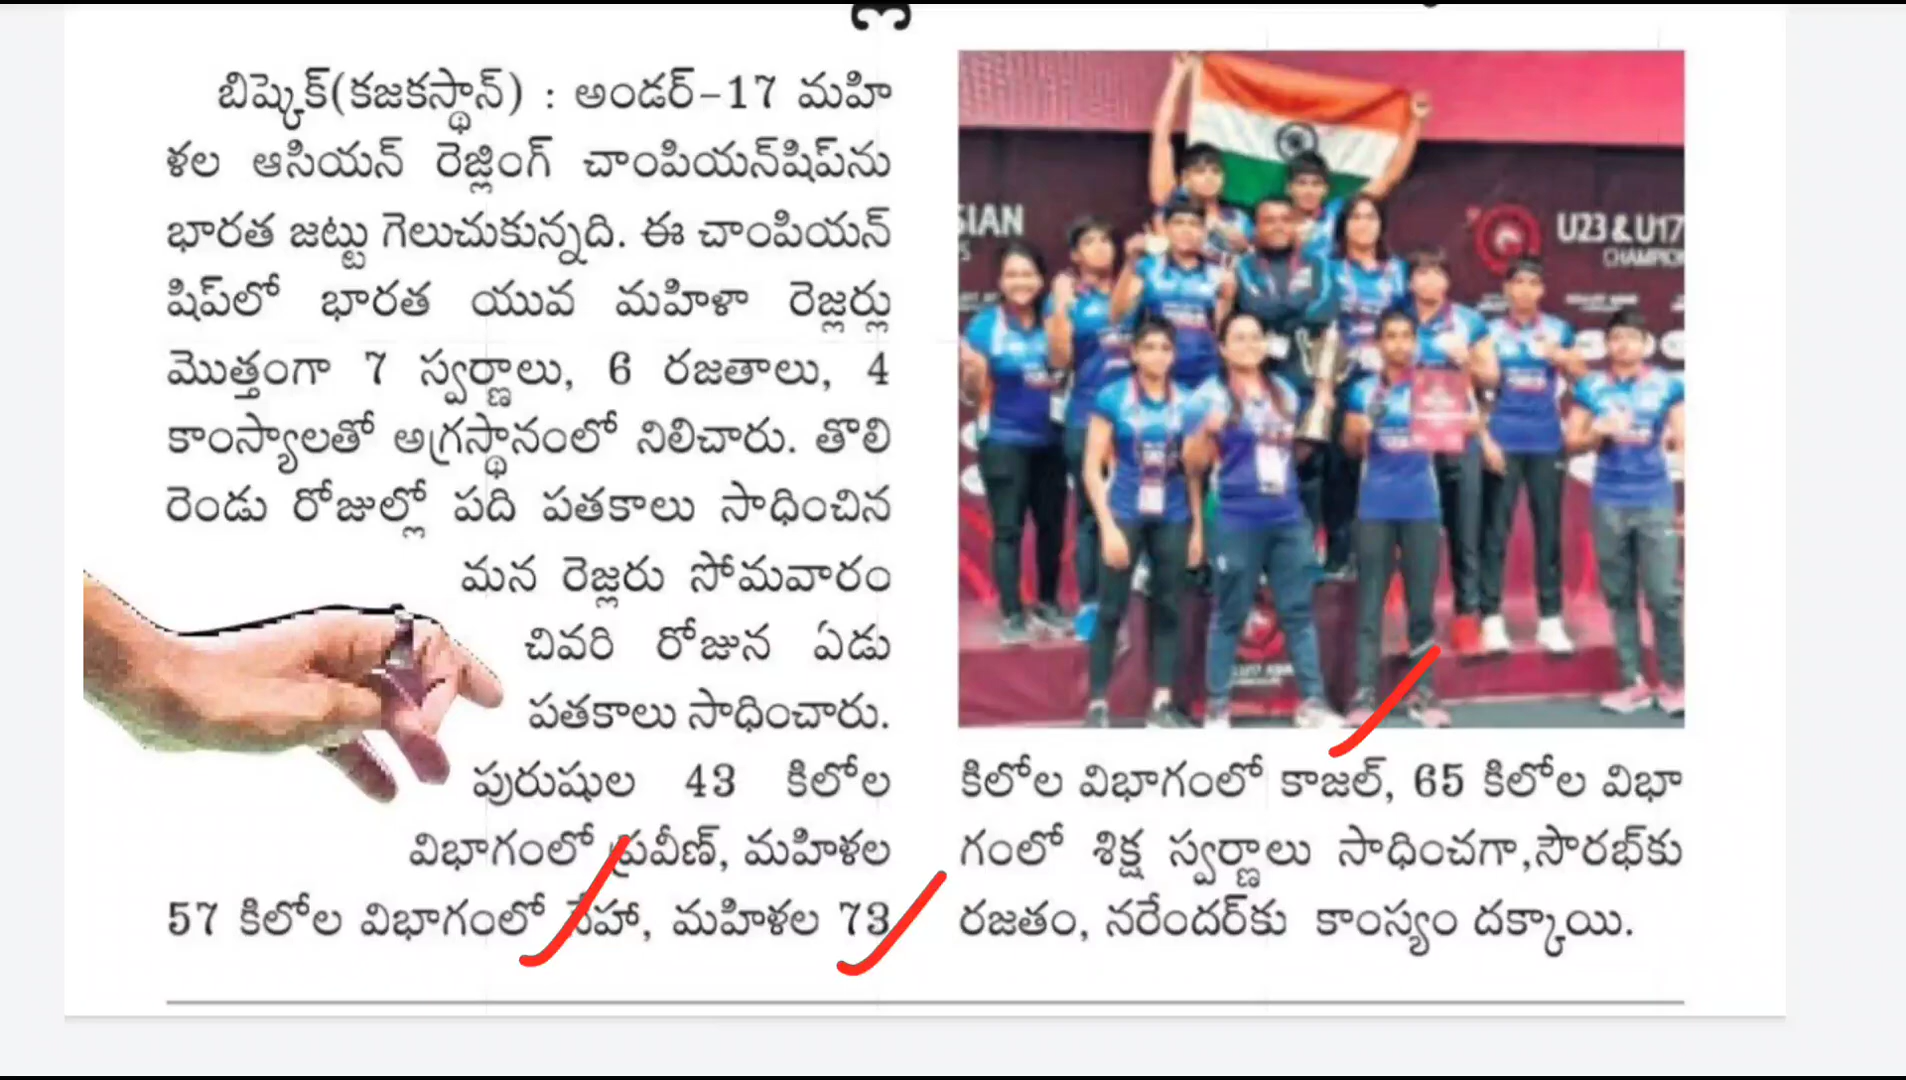 బిష్కెక్(కజకస్థాన్) : అండర్-17 మహి
ళల ఆసియన్ రెజ్లింగ్ చాంపియన్‌షిప్‌ను
భారత జట్టు గెలుచుకున్నది. ఈ చాంపియన్
షిప్‌లో భారత యువ మహిళా రెజ్లర్లు
మొత్తంగా 7 స్వర్ణాలు, 6 రజతాలు, 4
కాంస్యాలతో అగ్రస్థానంలో నిలిచారు. తొలి
రెండు రోజుల్లో పది పతకాలు సాధించిన
మన రెజ్లరు సోమవారం
చివరి రోజున ఏడు
పతకాలు సాధించారు.
పురుషుల 43 కిలోల
విభాగంలో ప్రవీణ్, మహిళల
57 కిలోల విభాగంలో నేహా, మహిళల 73
SIAN
U23 & U17
CHAMPION
కిలోల విభాగంలో కాజల్, 65 కిలోల విభా
గంలో శిక్ష స్వర్ణాలు సాధించగా,సౌరభ్‌కు
రజతం, నరేందర్‌కు కాంస్యం దక్కాయి.